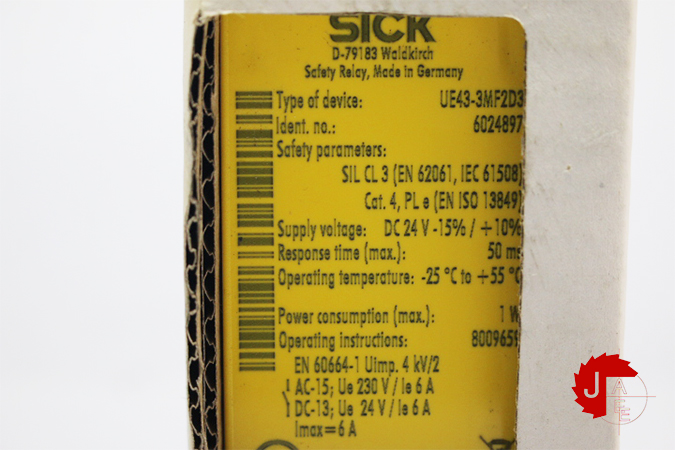 SICK
D-79183 Waldkirch
Safety Relay, Made in Germany
Type of device: UE43-3MF2D3
Ident. no.: 6024897
Safety parameters:
SIL CL 3 (EN 62061, IEC 61508)
Cat. 4, PL e (EN ISO 13849)
Supply voltage: DC 24 V -15% / +10%
Response time (max.): 50 ms
Operating temperature: -25 °C to +55 °C
Power consumption (max.): 1 W
Operating instructions: 8009659
EN 60664-1 Uimp. 4 kV/2
AC-15; Ue 230 V / Ie 6 A
DC-13; Ue 24 V / Ie 6 A
Imax=6 A
J A